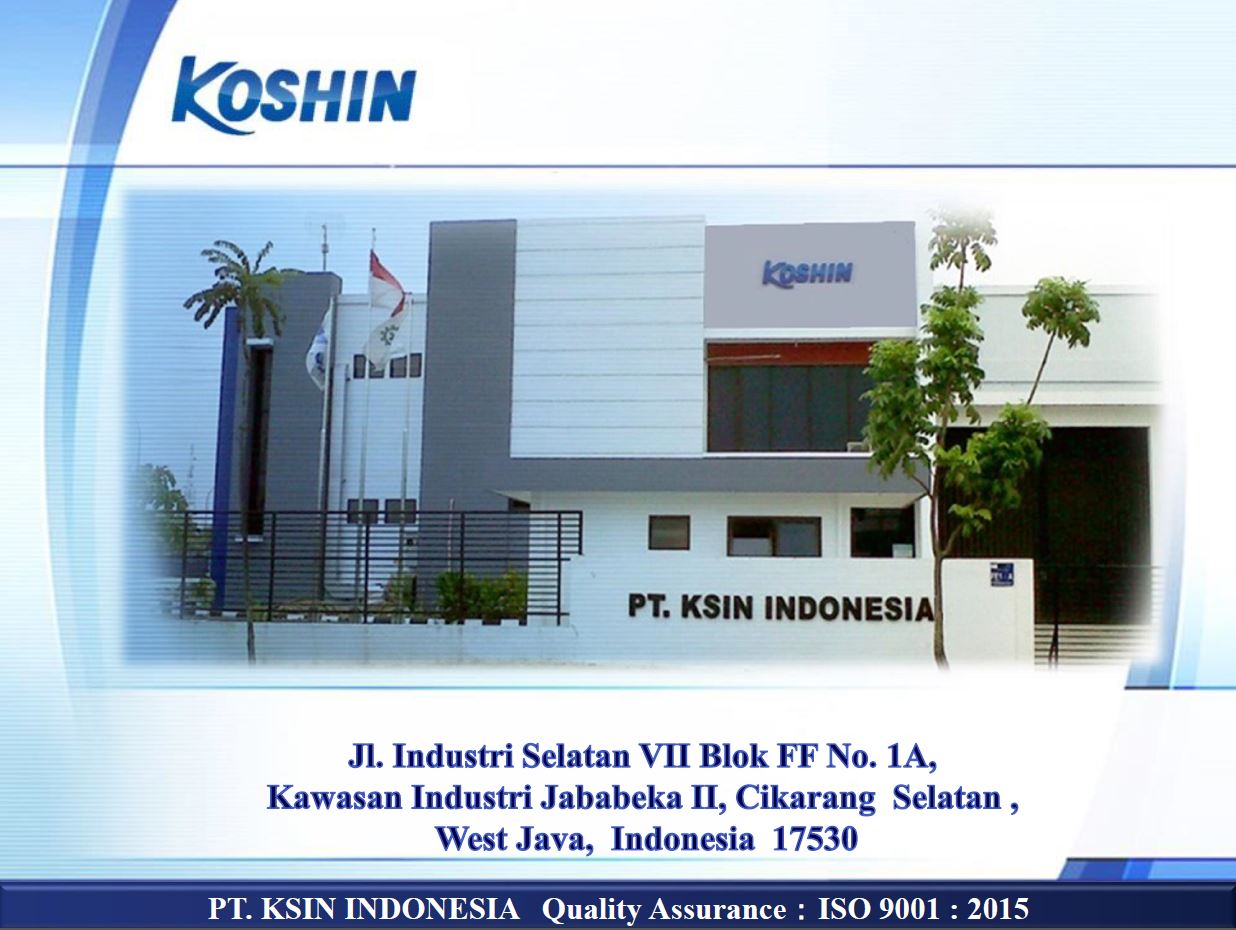 KOSHIN
KOSHIN
PT. KSIN INDONESIA
Jl. Industri Selatan VII Blok FF No. 1A,
Kawasan Industri Jababeka II, Cikarang Selatan ,
West Java, Indonesia 17530
PT. KSIN INDONESIA Quality Assurance : ISO 9001 : 2015